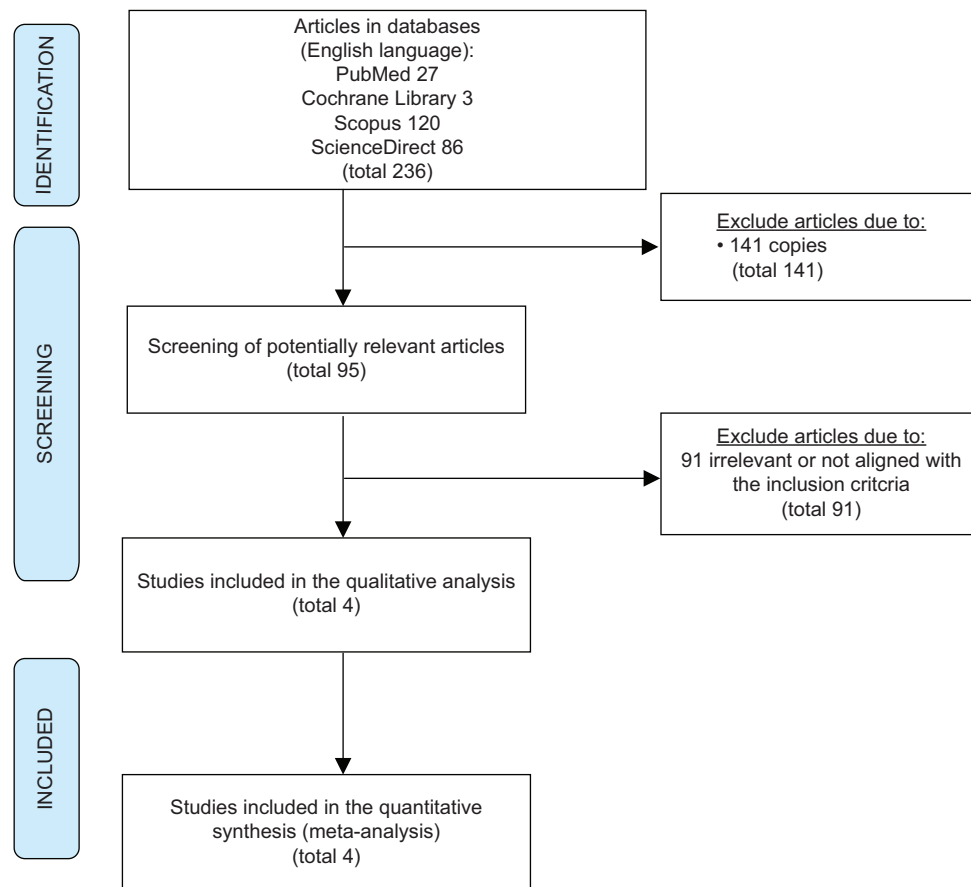 IDENTIFICATION
Articles in databases
(English language):
PubMed 27
Cochrane Library 3
Scopus 120
ScienceDirect 86
(total 236)
Exclude articles due to:
• 141 copies
(total 141)
SCREENING
Screening of potentially relevant articles
(total 95)
Exclude articles due to:
91 irrelevant or not aligned with
the inclusion critcria
(total 91)
Studies included in the qualitative analysis
(total 4)
INCLUDED
Studies included in the quantitative
synthesis (meta-analysis)
(total 4)